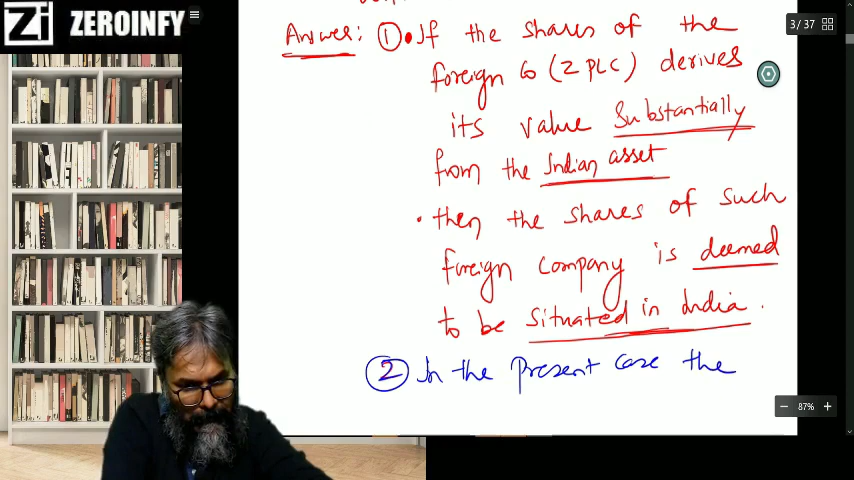 Zi ZEROINFY
3/37
Answer: ① • If the shares of the
foreign Co (Z PLC) derives
its value Substantially
from the Indian asset
• then the shares of such
foreign company is deemed
to be situated in India.
② In the present case the
87%